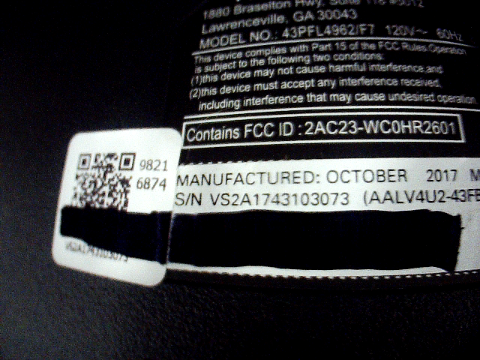 1880 Braselton Hwy, Suite
Lawrenceville, GA 30043
MODEL NO.: 43PFL4962/F7 120V～ 60Hz
This device complies with Part 15 of the FCC Rules. Operation
is subject to the following two conditions:
(1)this device may not cause harmful interference,and
(2)this device must accept any interference received,
including interference that may cause undesired operation
Contains FCC ID : 2AC23-WC0HR2601
MANUFACTURED: OCTOBER 2017 M
S/N VS2A1743103073 (AALV4U2-43FE
9821
6874
VS2A1743103073